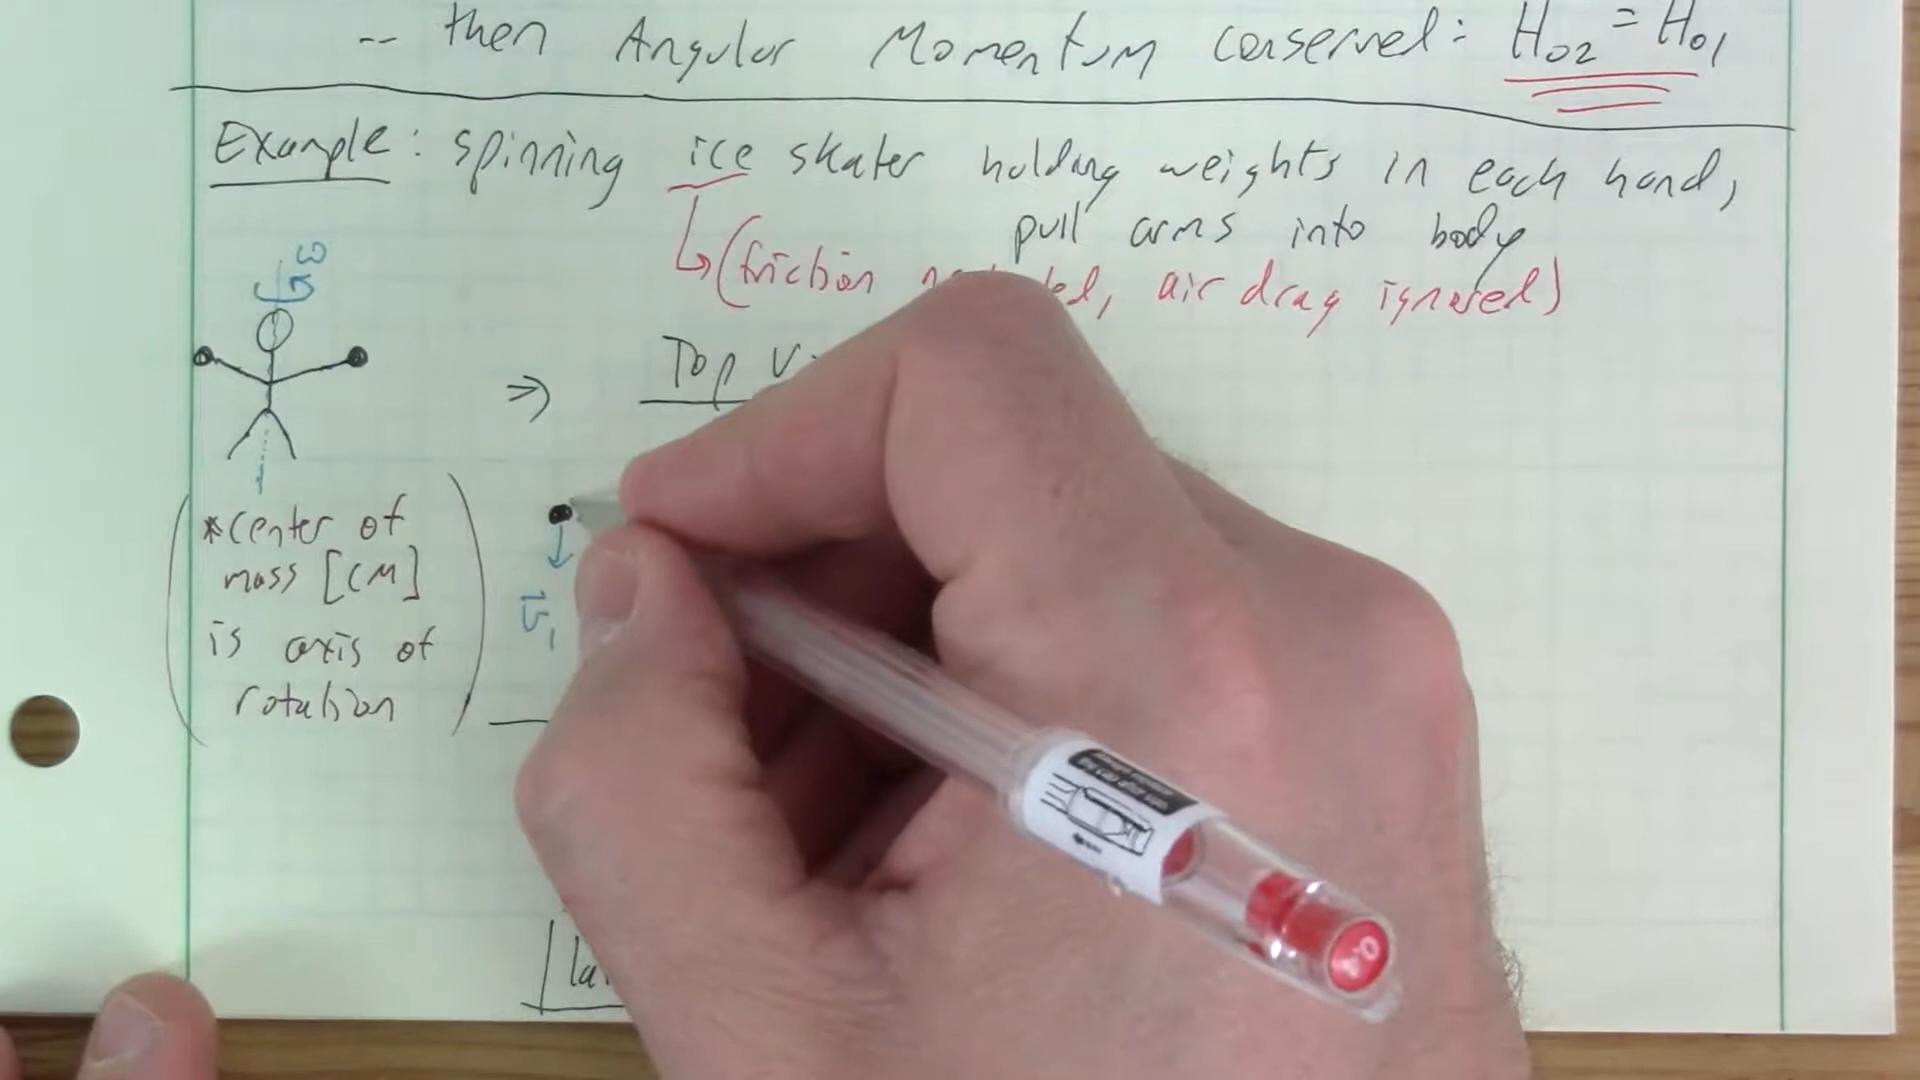 -- then Angular Momentum conserved: H02 = H01
Example: spinning ice skater holding weights in each hand,
pull arms into body
(friction air drag ignored)
ω
Top
*center of
mass [CM]
is axis of
rotation
v1